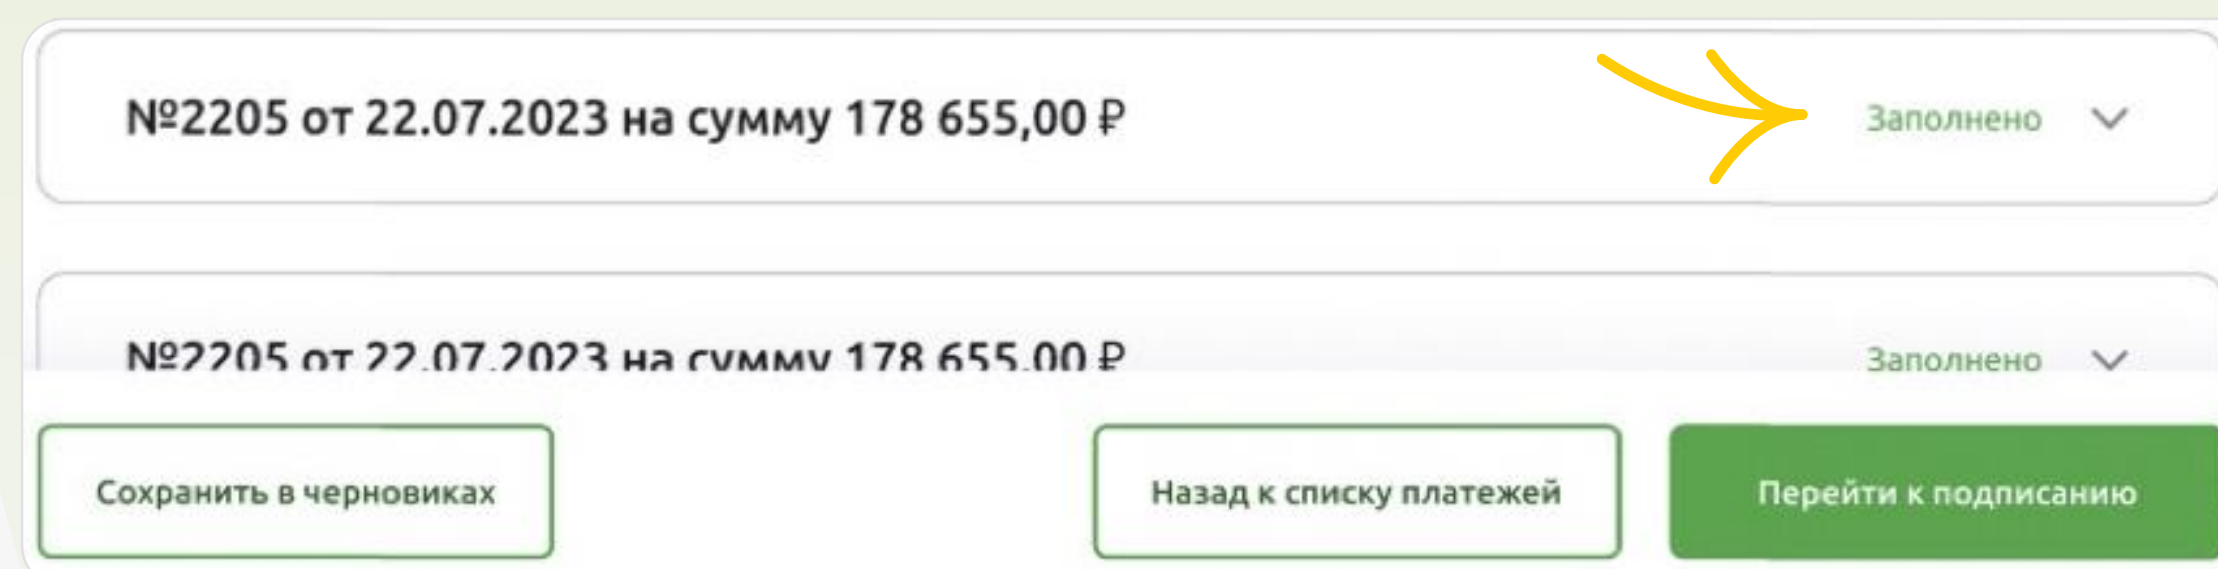 №2205 от 22.07.2023 на сумму 178 655,00 ₽ Заполнено
№2205 от 22.07.2023 на сумму 178 655.00 ₽ Заполнено
Сохранить в черновиках Назад к списку платежей Перейти к подписанию